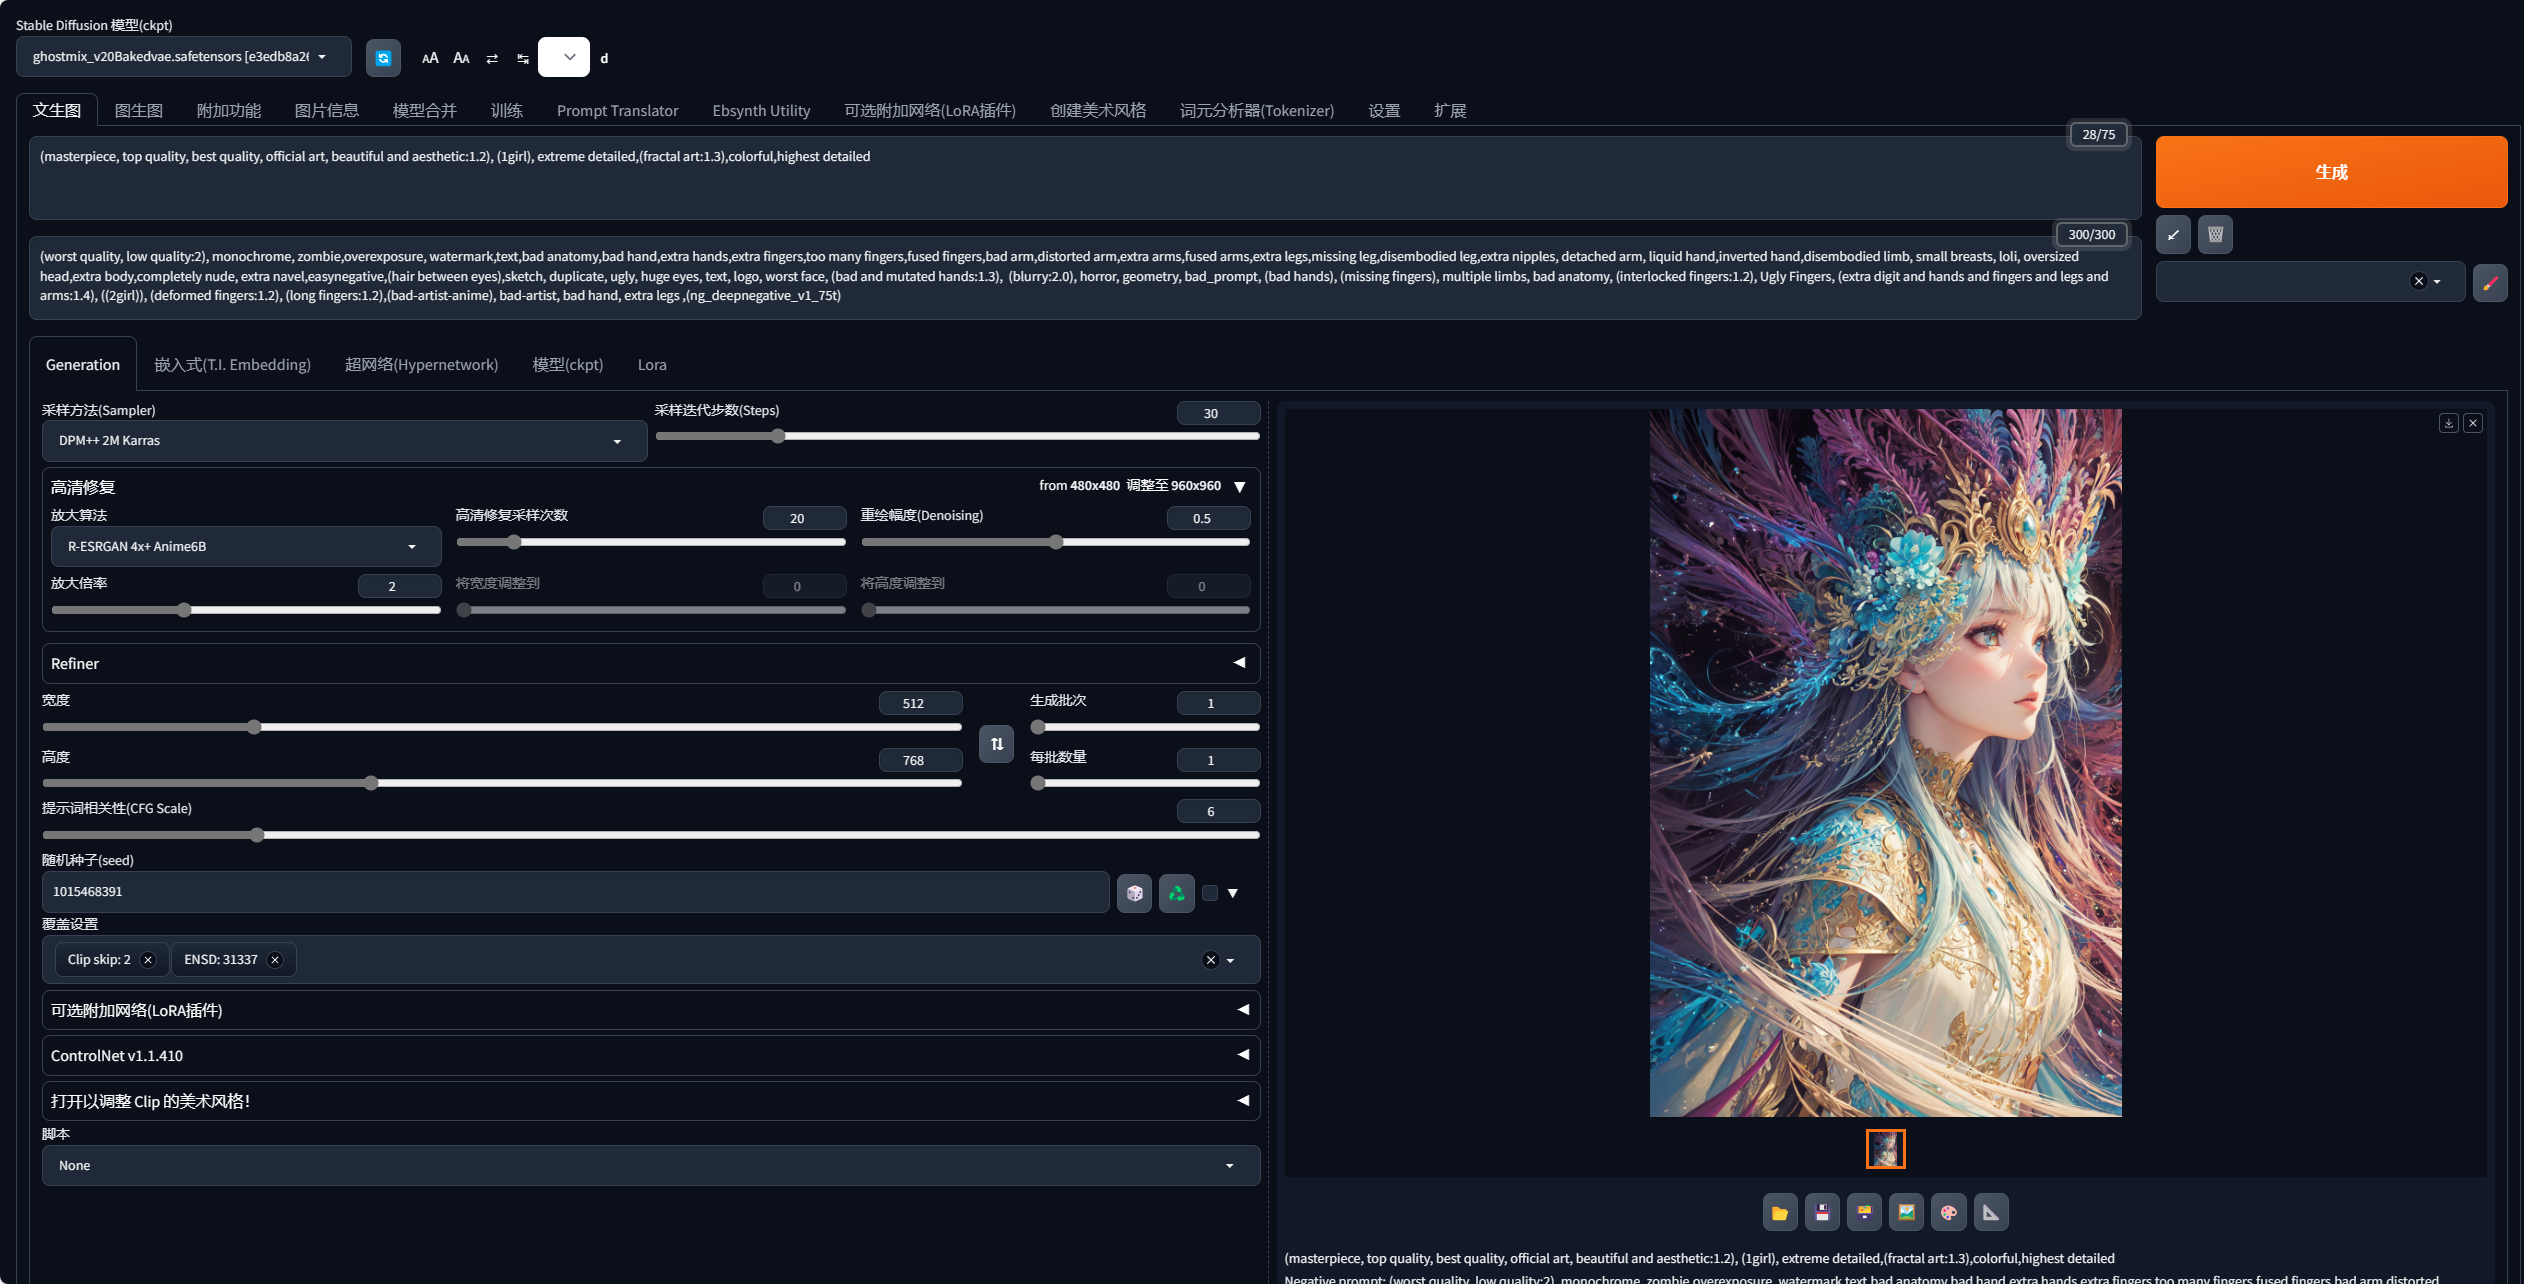 Stable Diffusion 模型(ckpt)
ghostmix_v20Bakedvae.safetensors [e3edb8a26
AA AA d
文生图 图生图 附加功能 图片信息 模型合并 训练 Prompt Translator Ebsynth Utility 可选附加网络(LoRA插件) 创建美术风格 词元分析器(Tokenizer) 设置 扩展
28/75
(masterpiece, top quality, best quality, official art, beautiful and aesthetic:1.2), (1girl), extreme detailed,(fractal art:1.3),colorful,highest detailed
生成
300/300
(worst quality, low quality:2), monochrome, zombie,overexposure, watermark,text,bad anatomy,bad hand,extra hands,extra fingers,too many fingers,fused fingers,bad arm,distorted arm,extra arms,fused arms,extra legs,missing leg,disembodied leg,extra nipples, detached arm, liquid hand,inverted hand,disembodied limb, small breasts, loli, oversized
head,extra body,completely nude, extra navel,easynegative,(hair between eyes),sketch, duplicate, ugly, huge eyes, text, logo, worst face, (bad and mutated hands:1.3), (blurry:2.0), horror, geometry, bad_prompt, (bad hands), (missing fingers), multiple limbs, bad anatomy, (interlocked fingers:1.2), Ugly Fingers, (extra digit and hands and fingers and legs and
arms:1.4), ((2girl)), (deformed fingers:1.2), (long fingers:1.2),(bad-artist-anime), bad-artist, bad hand, extra legs ,(ng_deepnegative_v1_75t)
Generation 嵌入式(T.I. Embedding) 超网络(Hypernetwork) 模型(ckpt) Lora
采样方法(Sampler) 采样迭代步数(Steps) 30
DPM++ 2M Karras
高清修复 from 480x480 调整至 960x960
放大算法 高清修复采样次数 20 重绘幅度(Denoising) 0.5
R-ESRGAN 4x+ Anime6B
放大倍率 2 将宽度调整到 0 将高度调整到 0
Refiner
宽度 512 生成批次 1
高度 768 每批数量 1
提示词相关性(CFG Scale) 6
随机种子(seed)
1015468391
覆盖设置
Clip skip: 2 ENSD: 31337
可选附加网络(LoRA插件)
ControlNet v1.1.410
打开以调整 Clip 的美术风格！
脚本
None
(masterpiece, top quality, best quality, official art, beautiful and aesthetic:1.2), (1girl), extreme detailed,(fractal art:1.3),colorful,highest detailed
Negative prompt: (worst quality, low quality:2), monochrome, zombie,overexposure, watermark,text,bad anatomy,bad hand,extra hands,extra fingers,too many fingers,fused fingers,bad arm,distorted